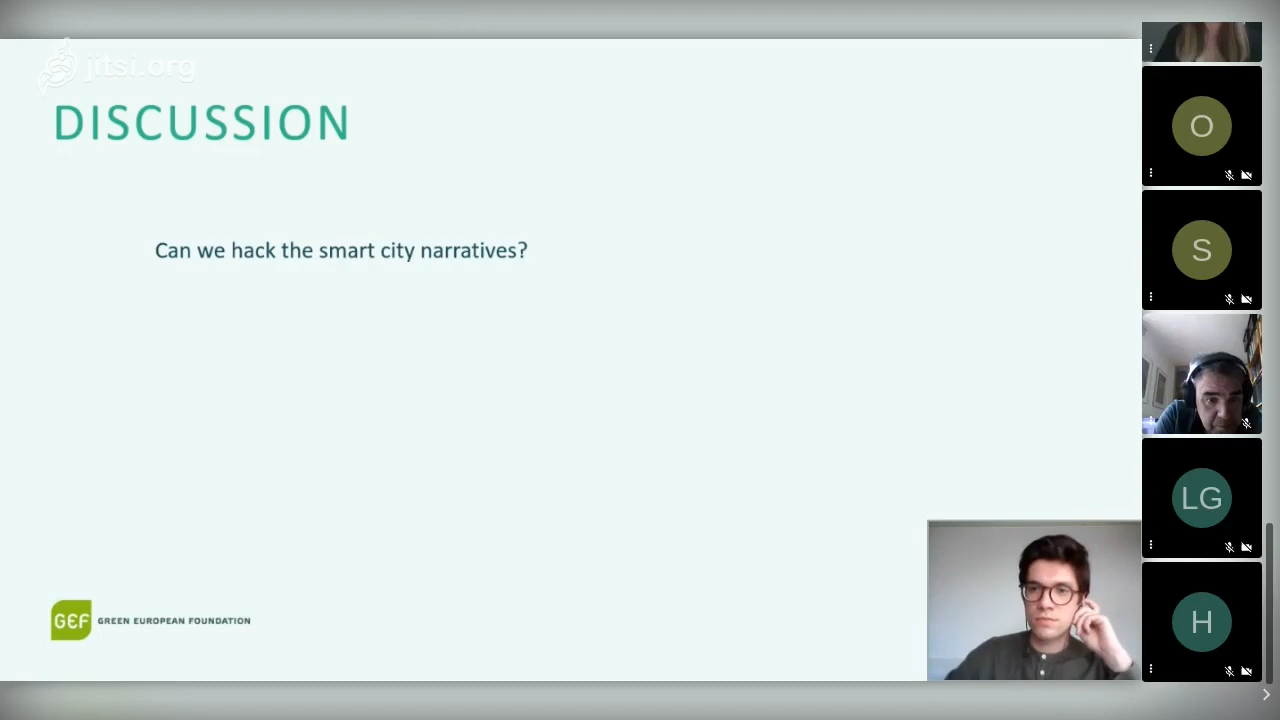 jitsi.org
DISCUSSION
Can we hack the smart city narratives?
GEF GREEN EUROPEAN FOUNDATION
O
S
LG
H